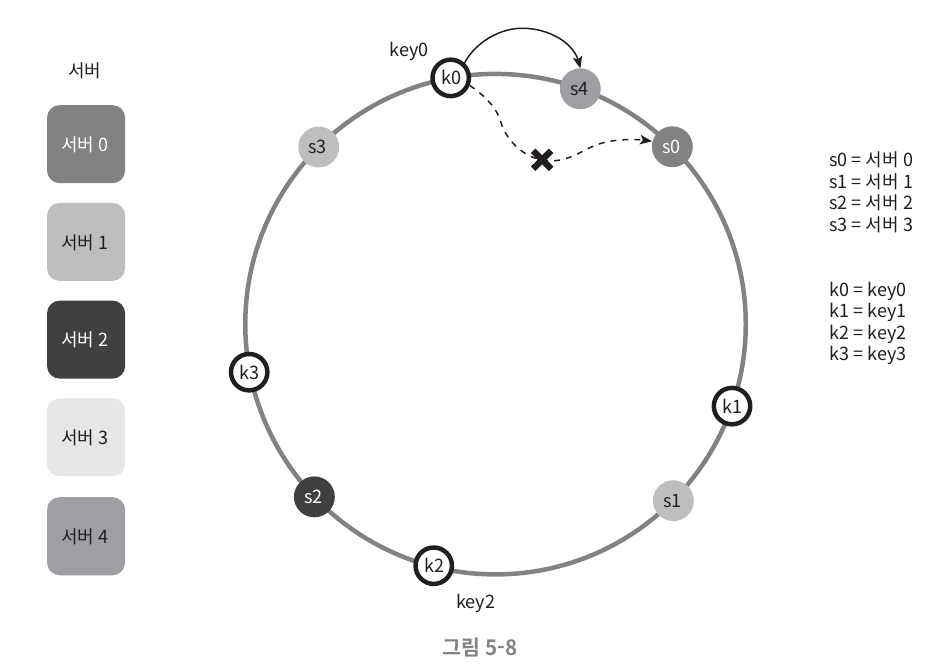 서버
서버 0
서버 1
서버 2
서버 3
서버 4
key0
k0
s4
s3
s0
k3
k1
s2
s1
k2
key2
s0 = 서버 0
s1 = 서버 1
s2 = 서버 2
s3 = 서버 3
k0 = key0
k1 = key1
k2 = key2
k3 = key3
그림 5-8